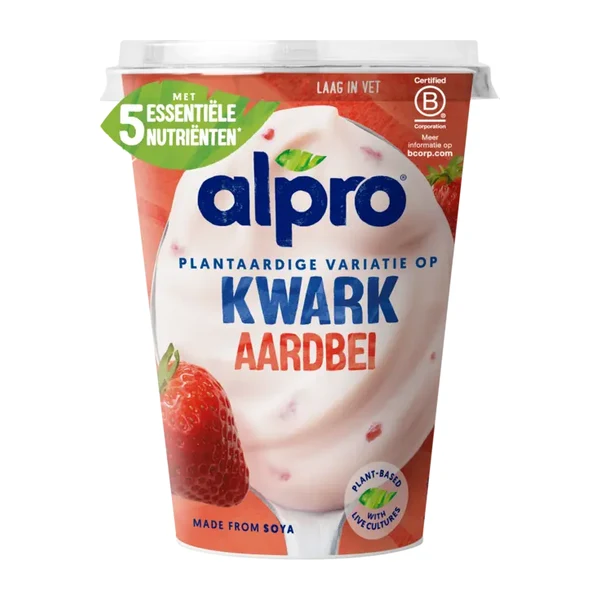 LAAG IN VET
MET
5 ESSENTIËLE
NUTRIËNTEN*
Certified
B
Corporation
Meer
informatie op
bcorp.com
alpro®
PLANTAARDIGE VARIATIE OP
KWARK
AARDBEI
PLANT-BASED
WITH
LIVE CULTURES
MADE FROM SOYA